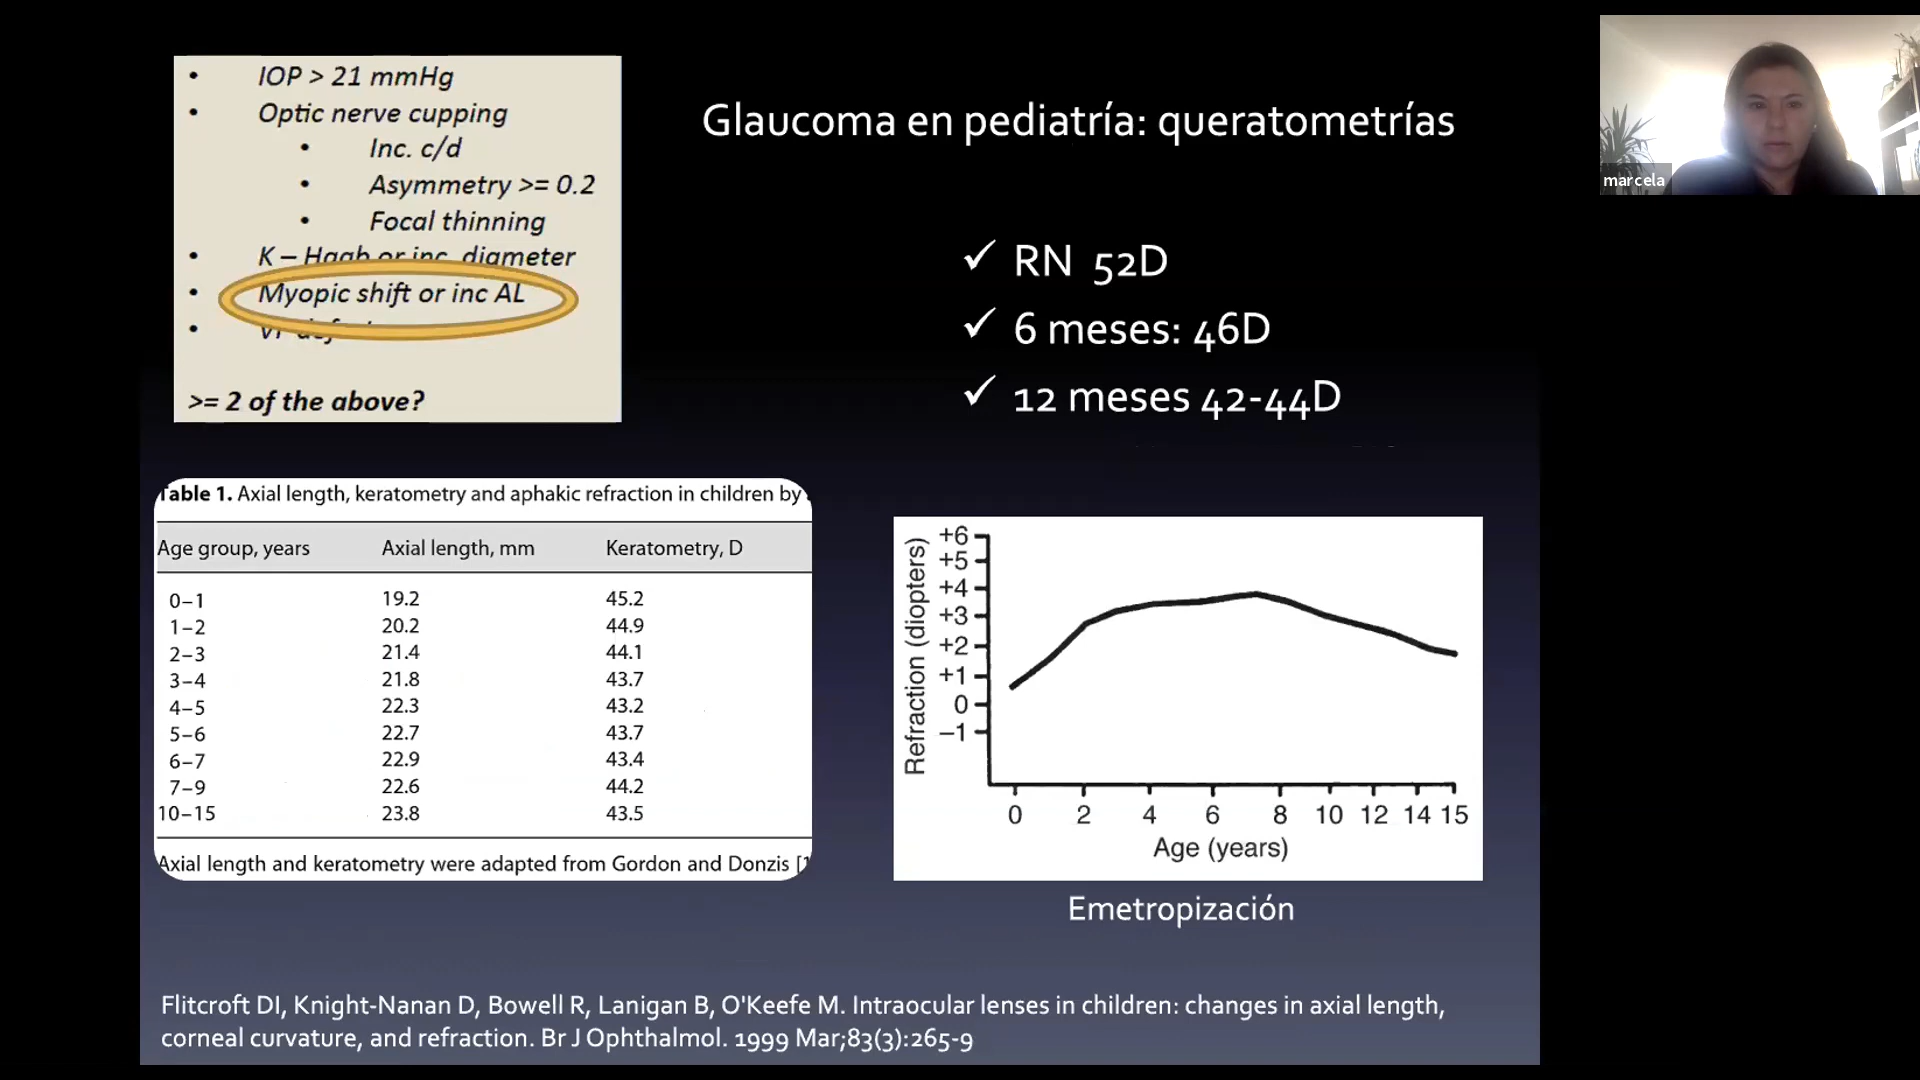 • IOP > 21 mmHg
• Optic nerve cupping
• Inc. c/d
• Asymmetry >= 0.2
• Focal thinning
• K – Haab or inc. diameter
• Myopic shift or inc AL
•
>= 2 of the above?
Glaucoma en pediatría: queratometrías
✓ RN 52D
✓ 6 meses: 46D
✓ 12 meses 42-44D
marcela
Table 1. Axial length, keratometry and aphakic refraction in children by
Age group, years Axial length, mm Keratometry, D
0–1 19.2 45.2
1–2 20.2 44.9
2–3 21.4 44.1
3–4 21.8 43.7
4–5 22.3 43.2
5–6 22.7 43.7
6–7 22.9 43.4
7–9 22.6 44.2
10–15 23.8 43.5
Axial length and keratometry were adapted from Gordon and Donzis [1
Refraction (diopters)
+6
+5
+4
+3
+2
+1
0
–1
0 2 4 6 8 10 12 14 15
Age (years)
Emetropización
Flitcroft DI, Knight-Nanan D, Bowell R, Lanigan B, O'Keefe M. Intraocular lenses in children: changes in axial length,
corneal curvature, and refraction. Br J Ophthalmol. 1999 Mar;83(3):265-9